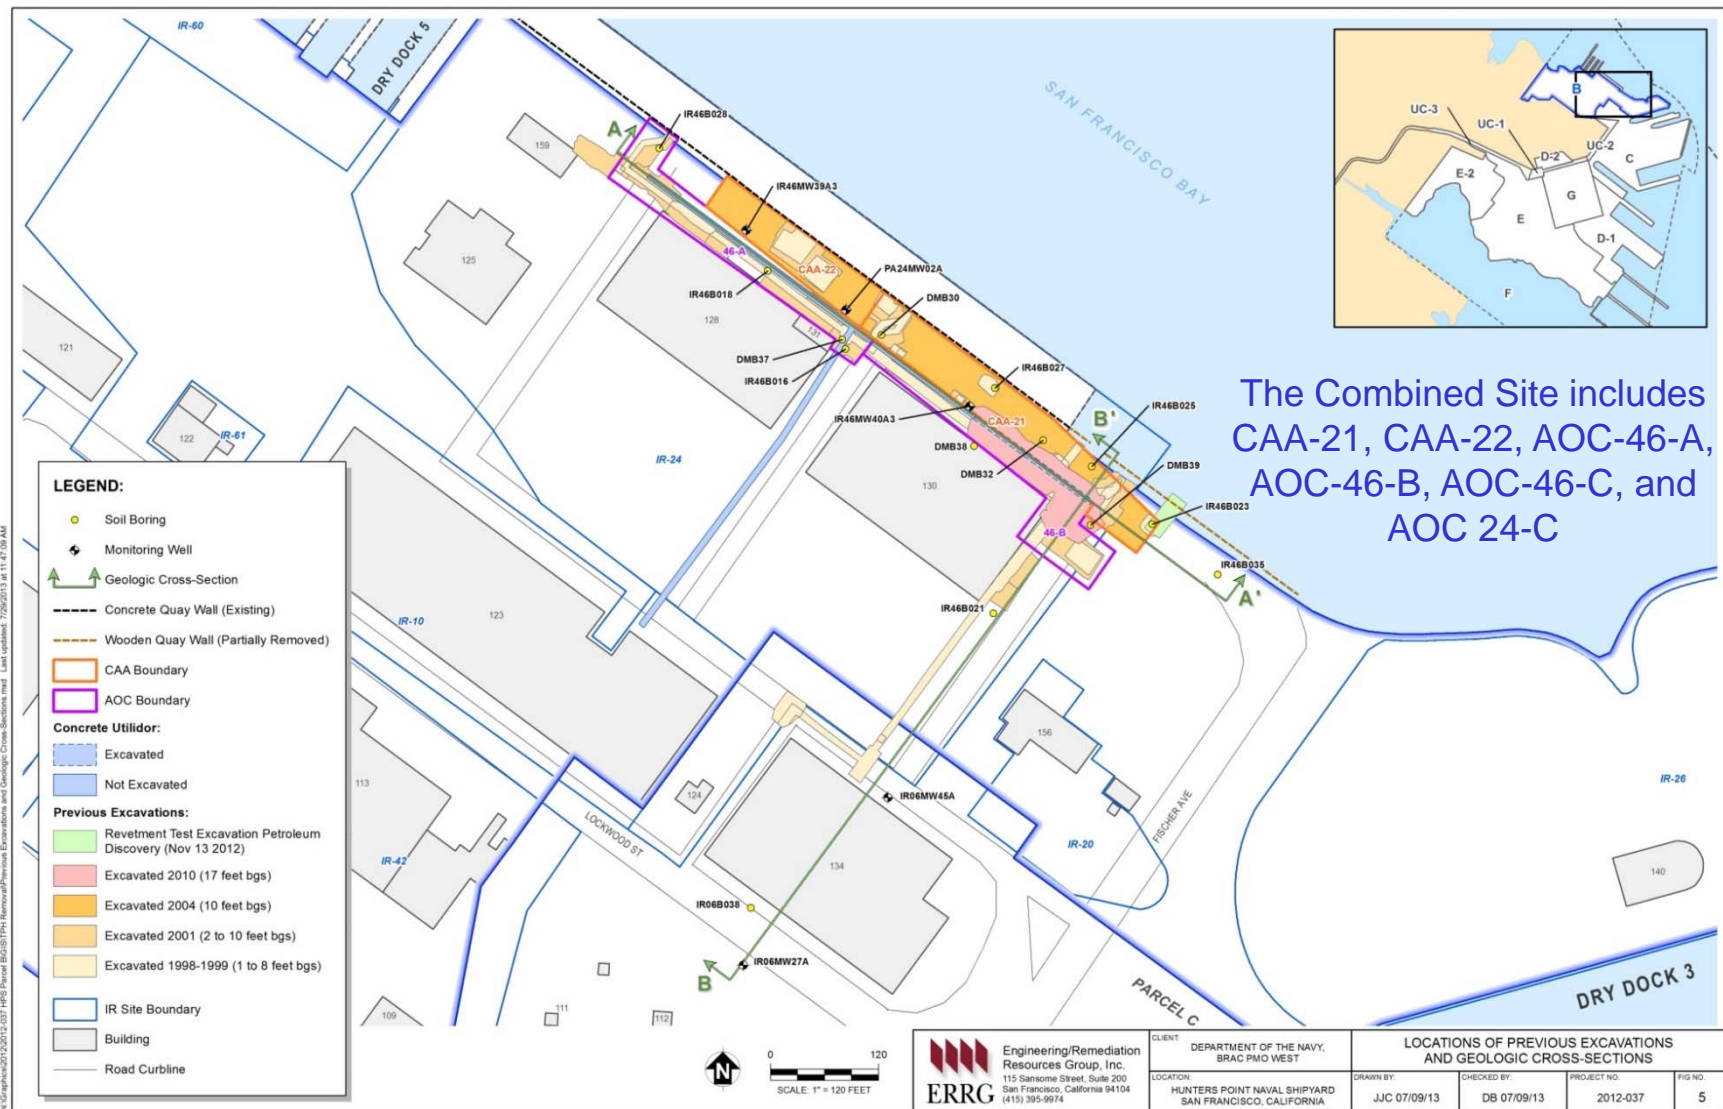 IR-60
DRY DOCK 5
SAN FRANCISCO BAY
A
IR46B028
159
IR46MW39A3
125
46-A
CAA-22
PA24MW02A
IR46B018
DMB30
128
131
121
DMB37
IR46B016
IR46B027
IR46MW40A3
CAA-21
IR46B025
B'
DMB38
DMB39
DMB32
122
IR-61
IR-24
130
IR46B023
46-B
IR46B035
A'
IR46B021
IR-10
123
156
IR-26
113
124
IR06MW45A
FISCHER AVE
LOCKWOOD ST
IR-20
IR-42
134
140
IR06B038
IR06MW27A
B
PARCEL C
DRY DOCK 3
109
111
112
UC-3
UC-1
B
D-2
UC-2
C
E-2
G
E
D-1
F
The Combined Site includes
CAA-21, CAA-22, AOC-46-A,
AOC-46-B, AOC-46-C, and
AOC 24-C
LEGEND:
Soil Boring
Monitoring Well
Geologic Cross-Section
Concrete Quay Wall (Existing)
Wooden Quay Wall (Partially Removed)
CAA Boundary
AOC Boundary
Concrete Utilidor:
Excavated
Not Excavated
Previous Excavations:
Revetment Test Excavation Petroleum
Discovery (Nov 13 2012)
Excavated 2010 (17 feet bgs)
Excavated 2004 (10 feet bgs)
Excavated 2001 (2 to 10 feet bgs)
Excavated 1998-1999 (1 to 8 feet bgs)
IR Site Boundary
Building
Road Curbline
N
0 120
SCALE: 1" = 120 FEET
ERRG
Engineering/Remediation
Resources Group, Inc.
115 Sansome Street, Suite 200
San Francisco, California 94104
(415) 395-9974
CLIENT:
DEPARTMENT OF THE NAVY,
BRAC PMO WEST
LOCATION:
HUNTERS POINT NAVAL SHIPYARD
SAN FRANCISCO, CALIFORNIA
LOCATIONS OF PREVIOUS EXCAVATIONS
AND GEOLOGIC CROSS-SECTIONS
DRAWN BY:
JJC 07/09/13
CHECKED BY:
DB 07/09/13
PROJECT NO.
2012-037
FIG NO.
5
Last updated: 7/29/2013 at 11:47:09 AM